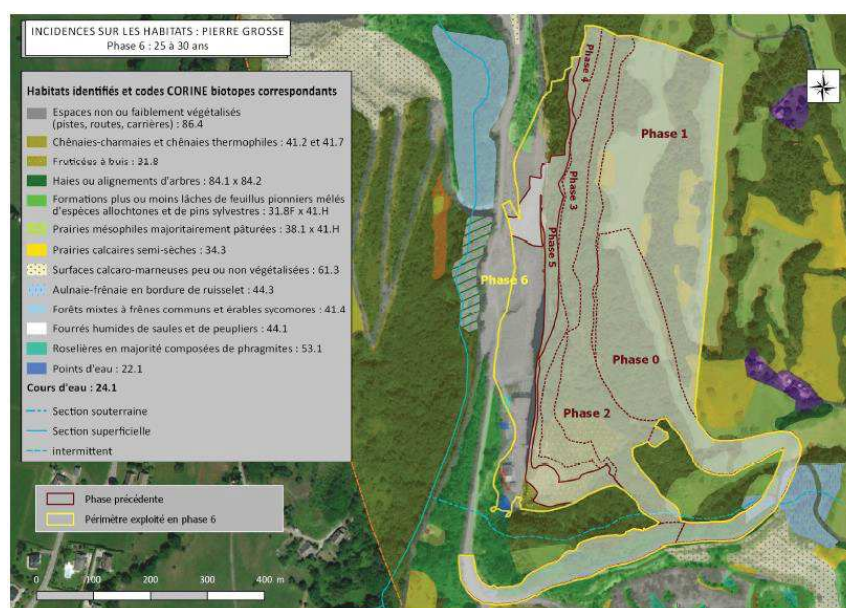 INCIDENCES SUR LES HABITATS : PIERRE GROSSE
Phase 6 : 25 à 30 ans
Habitats identifiés et codes CORINE biotopes correspondants
Espaces non ou faiblement végétalisés
(pistes, routes, carrières) : 86.4
Chênaies-charmaies et chênaies thermophiles : 41.2 et 41.7
Fruticées à buis : 31.8
Haies ou alignements d'arbres : 84.1 x 84.2
Formations plus ou moins lâches de feuillus pionniers mêlés
d'espèces allochtones et de pins sylvestres : 31.8F x 41.H
Prairies mésophiles majoritairement pâturées : 38.1 x 41.H
Prairies calcaires semi-sèches : 34.3
Surfaces calcaro-marneuses peu ou non végétalisées : 61.3
Aulnaie-frênaie en bordure de ruisselet : 44.3
Forêts mixtes à frênes communs et érables sycomores : 41.4
Fourrés humides de saules et de peupliers : 44.1
Roselières en majorité composées de phragmites : 53.1
Points d'eau : 22.1
Cours d'eau : 24.1
Section souterraine
Section superficielle
intermittent
Phase précédente
Périmètre exploité en phase 6
0 100 200 300 400 m
Phase 4
Phase 1
Phase 3
Phase 5
Phase 6
Phase 0
Phase 2